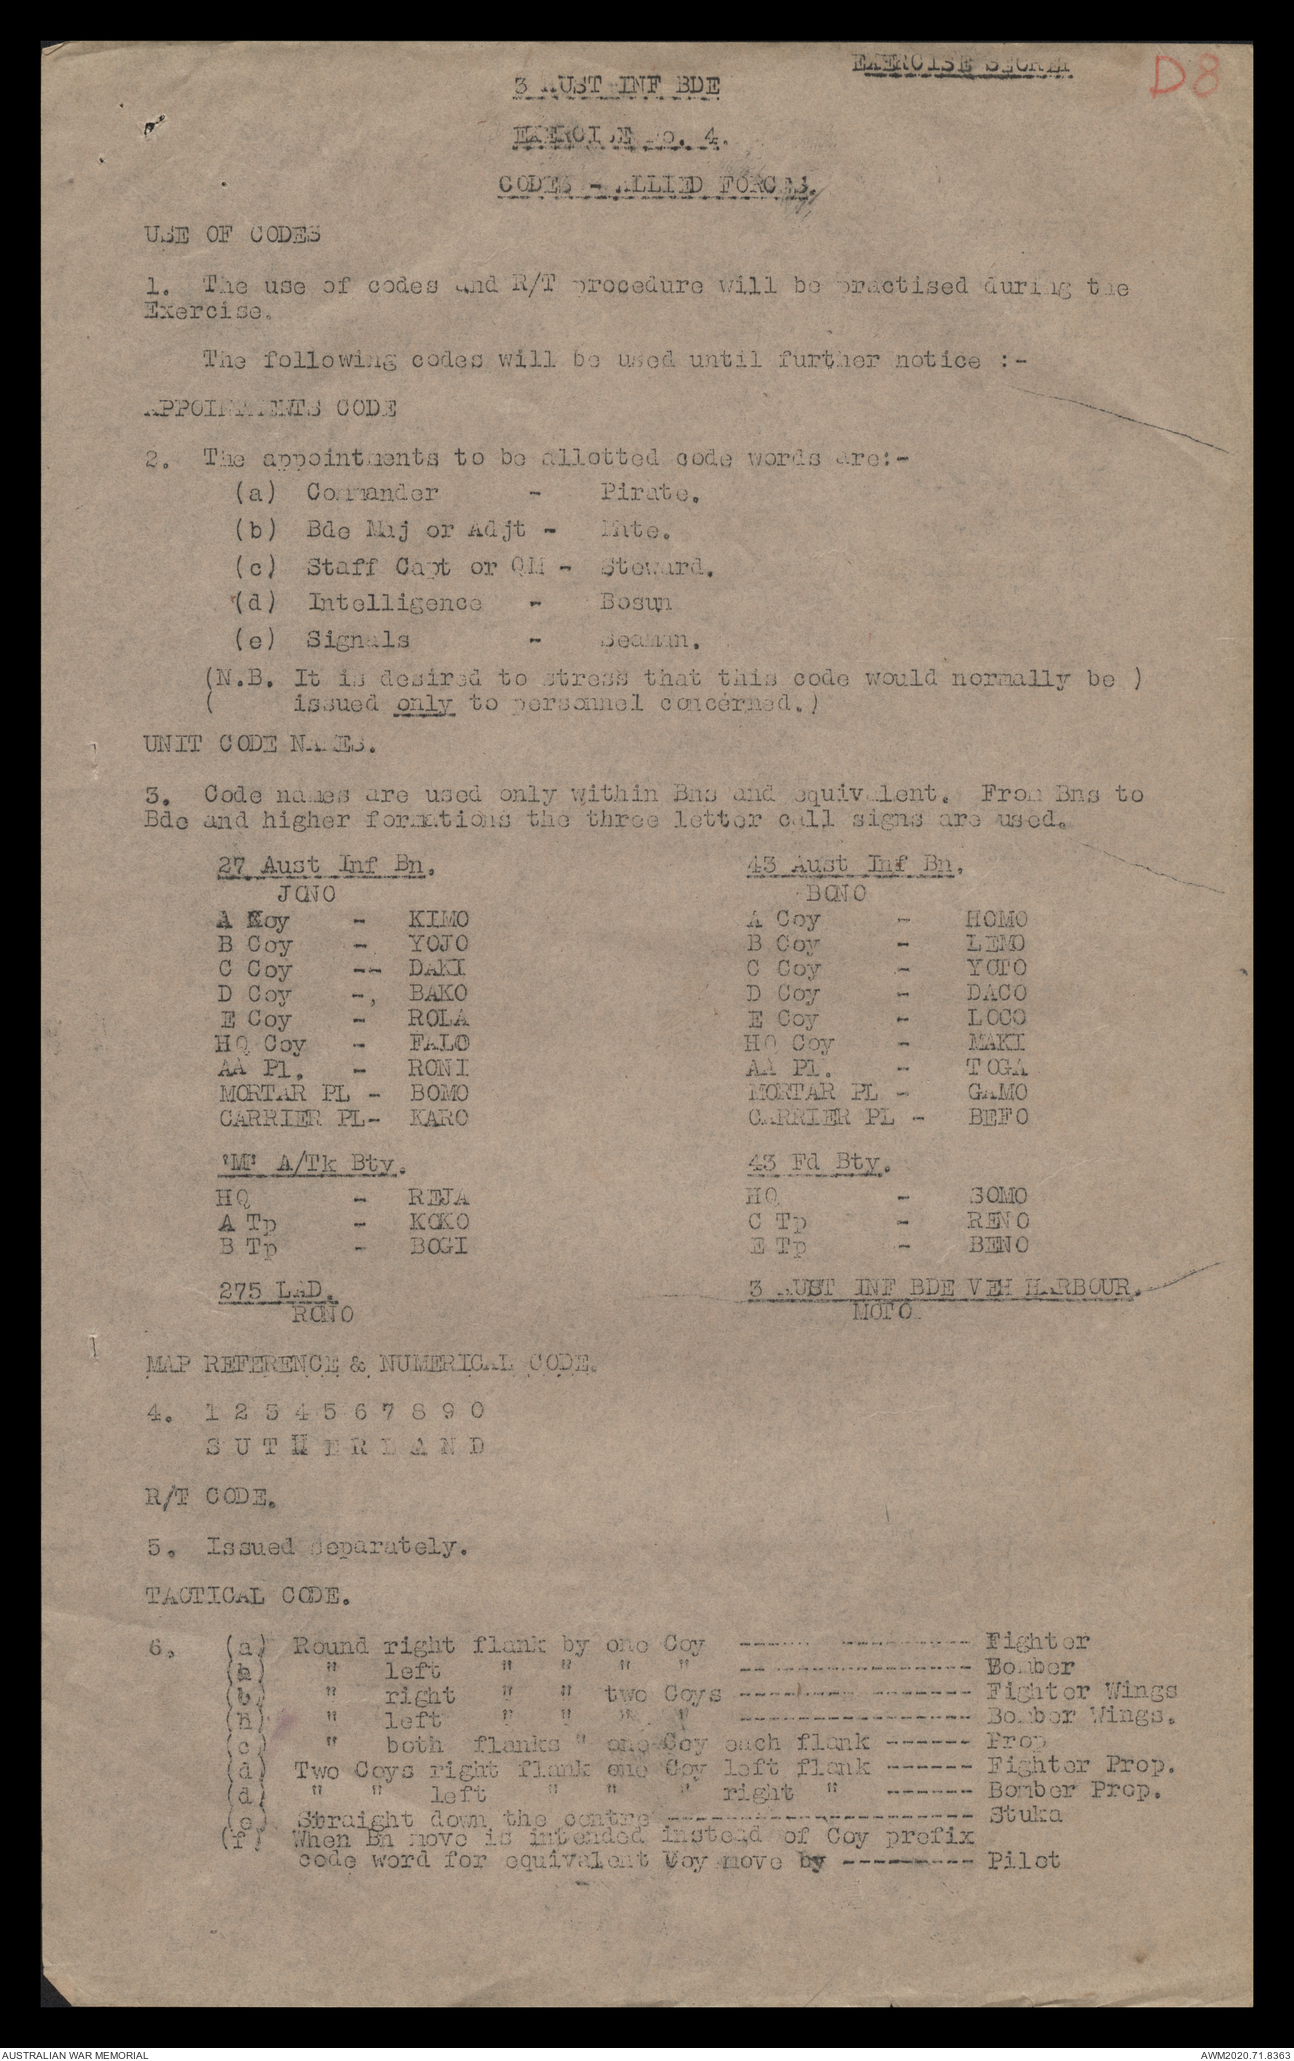 EXERCISE SECRET
D8
3 AUST INF BDE
EXERCISE No. 4.
CODES - ALLIED FORCES.
USE OF CODES
1. The use of codes and R/T procedure will be practised during the
Exercise.
The following codes will be used until further notice :-
APPOINTMENTS CODE
2. The appointments to be allotted code words are:-
(a) Commander - Pirate.
(b) Bde Maj or Adjt - Mate.
(c) Staff Capt or QM - Steward.
(d) Intelligence - Bosun
(e) Signals - Seaman.
(N.B. It is desired to stress that this code would normally be )
( issued only to personnel concerned.)
UNIT CODE NAMES.
3. Code names are used only within Bns and equivalent. From Bns to
Bde and higher formations the three letter call signs are used.
27 Aust Inf Bn. 43 Aust Inf Bn.
JONO BONO
A Koy - KIMO A Coy - HOMO
B Coy - YOJO B Coy - LEMO
C Coy -- DAKI C Coy - YOTO
D Coy -, BAKO D Coy - DACO
E Coy - ROLA E Coy - LOCO
HQ Coy - FALO HQ Coy - MAKI
AA Pl. - RONI AA Pl. - TOGA
MORTAR PL - BOMO MORTAR PL - GAMO
CARRIER PL- KARO CARRIER PL - BEFO
'M' A/Tk Bty. 43 Fd Bty.
HQ - REJA HQ - SOMO
A Tp - KOKO C Tp - RENO
B Tp - BOGI E Tp - BENO
275 LAD. 3 AUST INF BDE VEH HARBOUR.
RONO MOTO
MAP REFERENCE & NUMERICAL CODE.
4. 1 2 3 4 5 6 7 8 9 0
S U T H E R L A N D
R/T CODE.
5. Issued separately.
TACTICAL CODE.
6. (a) Round right flank by one Coy ------ ------------ Fighter
" left " " " " ------------------- Bomber
(b) " right " " two Coys ---------------- Fighter Wings
" left " " " " ------------------ Bomber Wings.
(c) " both flanks " one Coy each flank ------ Prop
(d) Two Coys right flank one Coy left flank ------ Fighter Prop.
(d) " " left " " " right " ------ Bomber Prop.
(e) Straight down the centre --------------------- Stuka
(f) When Bn move is intended instead of Coy prefix
code word for equivalent Coy move by --------- Pilot
AUSTRALIAN WAR MEMORIAL
AWM2020.71.8363